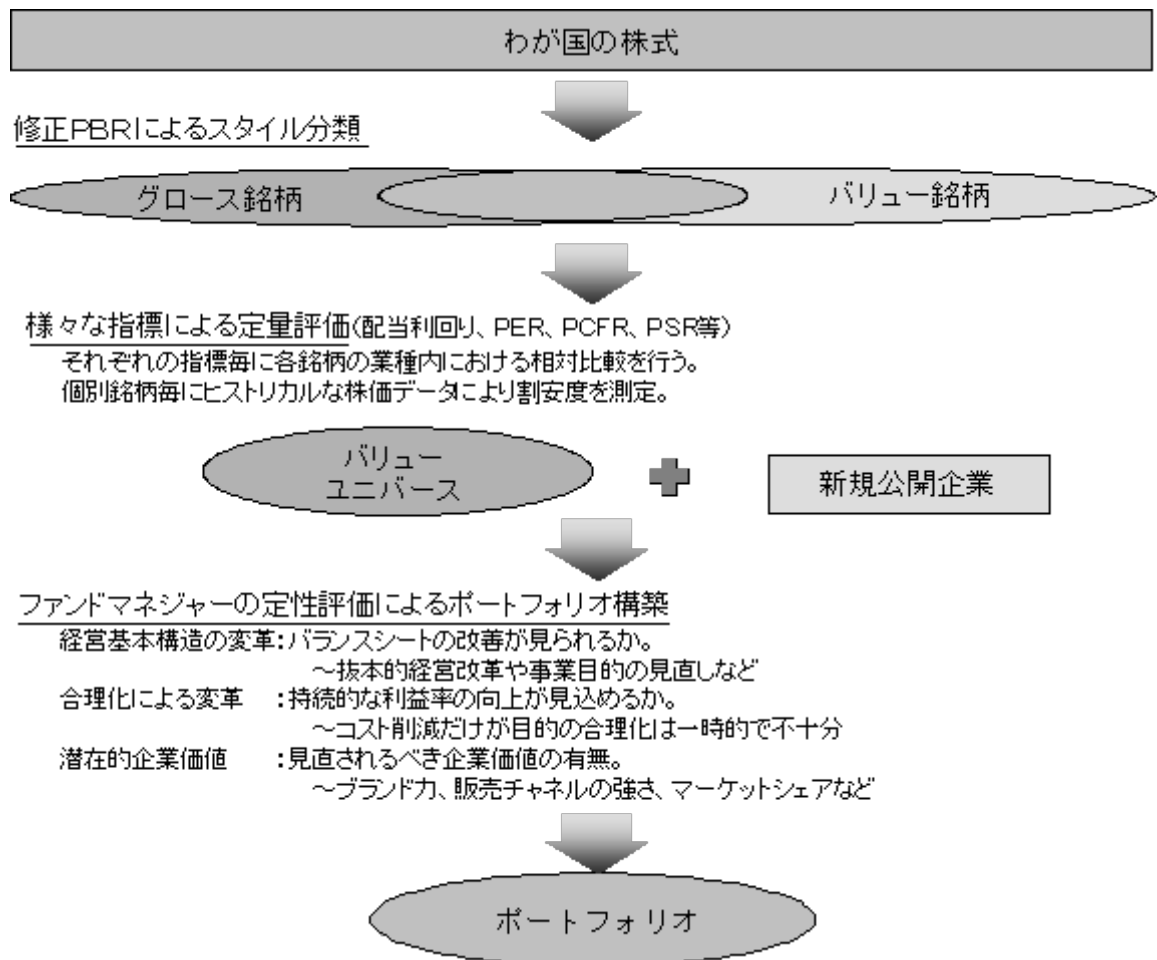 わが国の株式
修正PBRによるスタイル分類
グロース銘柄
バリュー銘柄
様々な指標による定量評価(配当利回り、PER、PCFR、PSR等)
それぞれの指標毎に各銘柄の業種内における相対比較を行う。
個別銘柄毎にヒストリカルな株価データにより割安度を測定。
バリュー
ユニバース
新規公開企業
ファンドマネジャーの定性評価によるポートフォリオ構築
経営基本構造の変革:バランスシートの改善が見られるか。
～抜本的経営改革や事業目的の見直しなど
合理化による変革 :持続的な利益率の向上が見込めるか。
～コスト削減だけが目的の合理化は一時的で不十分
潜在的企業価値 :見直されるべき企業価値の有無。
～ブランド力、販売チャネルの強さ、マーケットシェアなど
ポートフォリオ